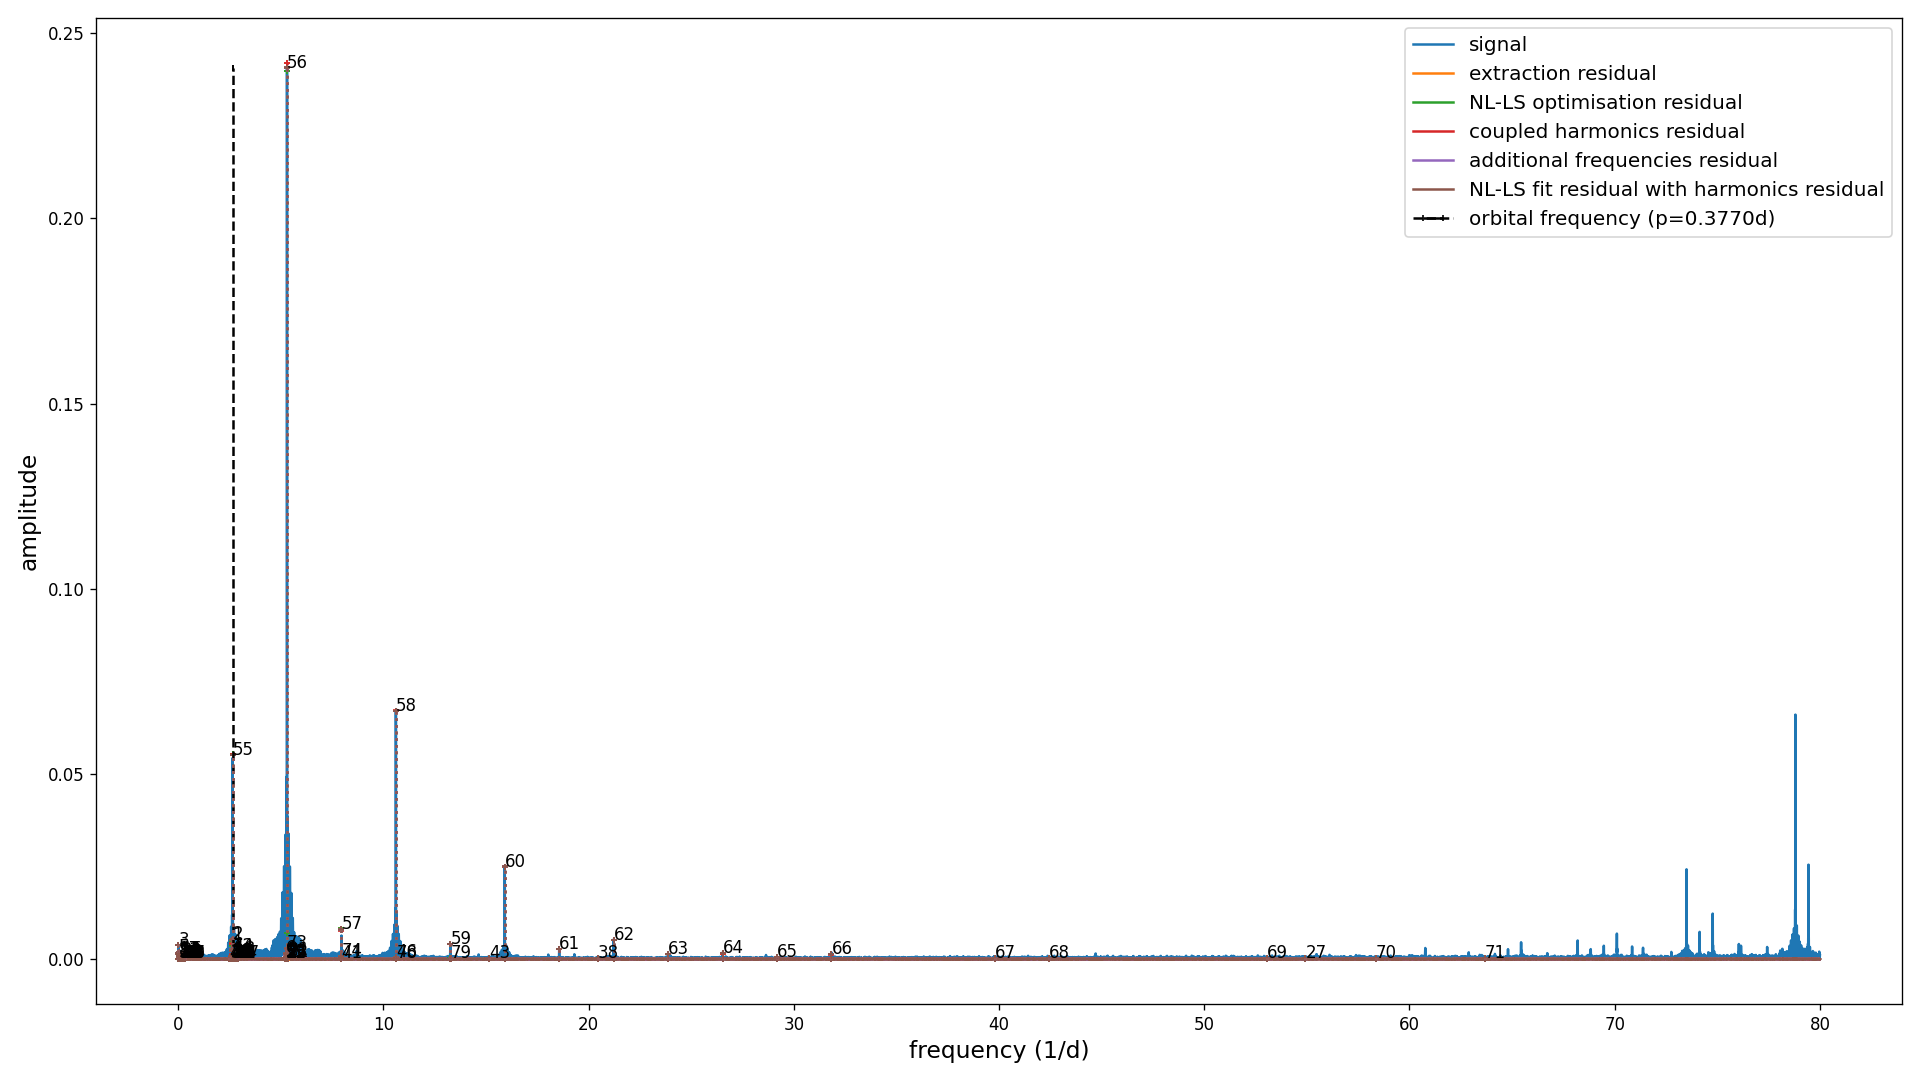 0.25
0.20
0.15
0.10
0.05
0.00
amplitude
0 10 20 30 40 50 60 70 80
frequency (1/d)
signal
extraction residual
NL-LS optimisation residual
coupled harmonics residual
additional frequencies residual
NL-LS fit residual with harmonics residual
orbital frequency (p=0.3770d)
56
58
55
60
57
62
59
61
63
64
65
66
67
68
69
27
70
71
38
43
79
3
73